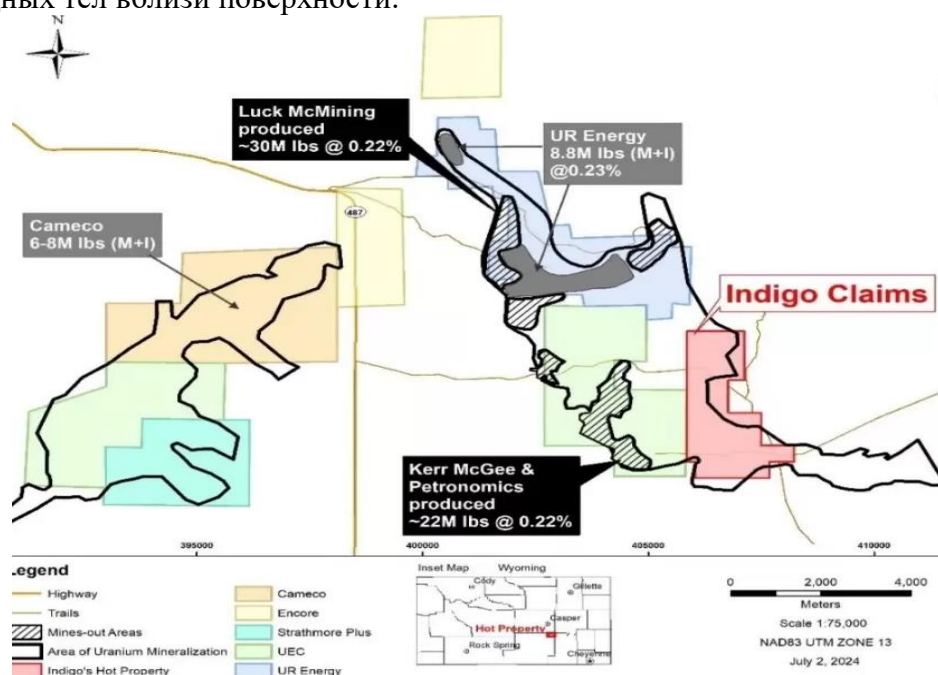 дных тел вблизи поверхности.
N
Luck McMining
produced
~30M lbs @ 0.22%
UR Energy
8.8M lbs (M+I)
@0.23%
487
Cameco
6-8M lbs (M+I)
Indigo Claims
Kerr McGee &
Petronomics
produced
~22M lbs @ 0.22%
395000
400000
405000
410000
Legend
Highway
Trails
Mines-out Areas
Area of Uranium Mineralization
Indigo's Hot Property
Cameco
Encore
Strathmore Plus
UEC
UR Energy
Inset Map Wyoming
Cody
Gillette
Casper
Hot Property
Rock Spring
Cheyenne
0 2,000 4,000
Meters
Scale 1:75,000
NAD83 UTM ZONE 13
July 2, 2024